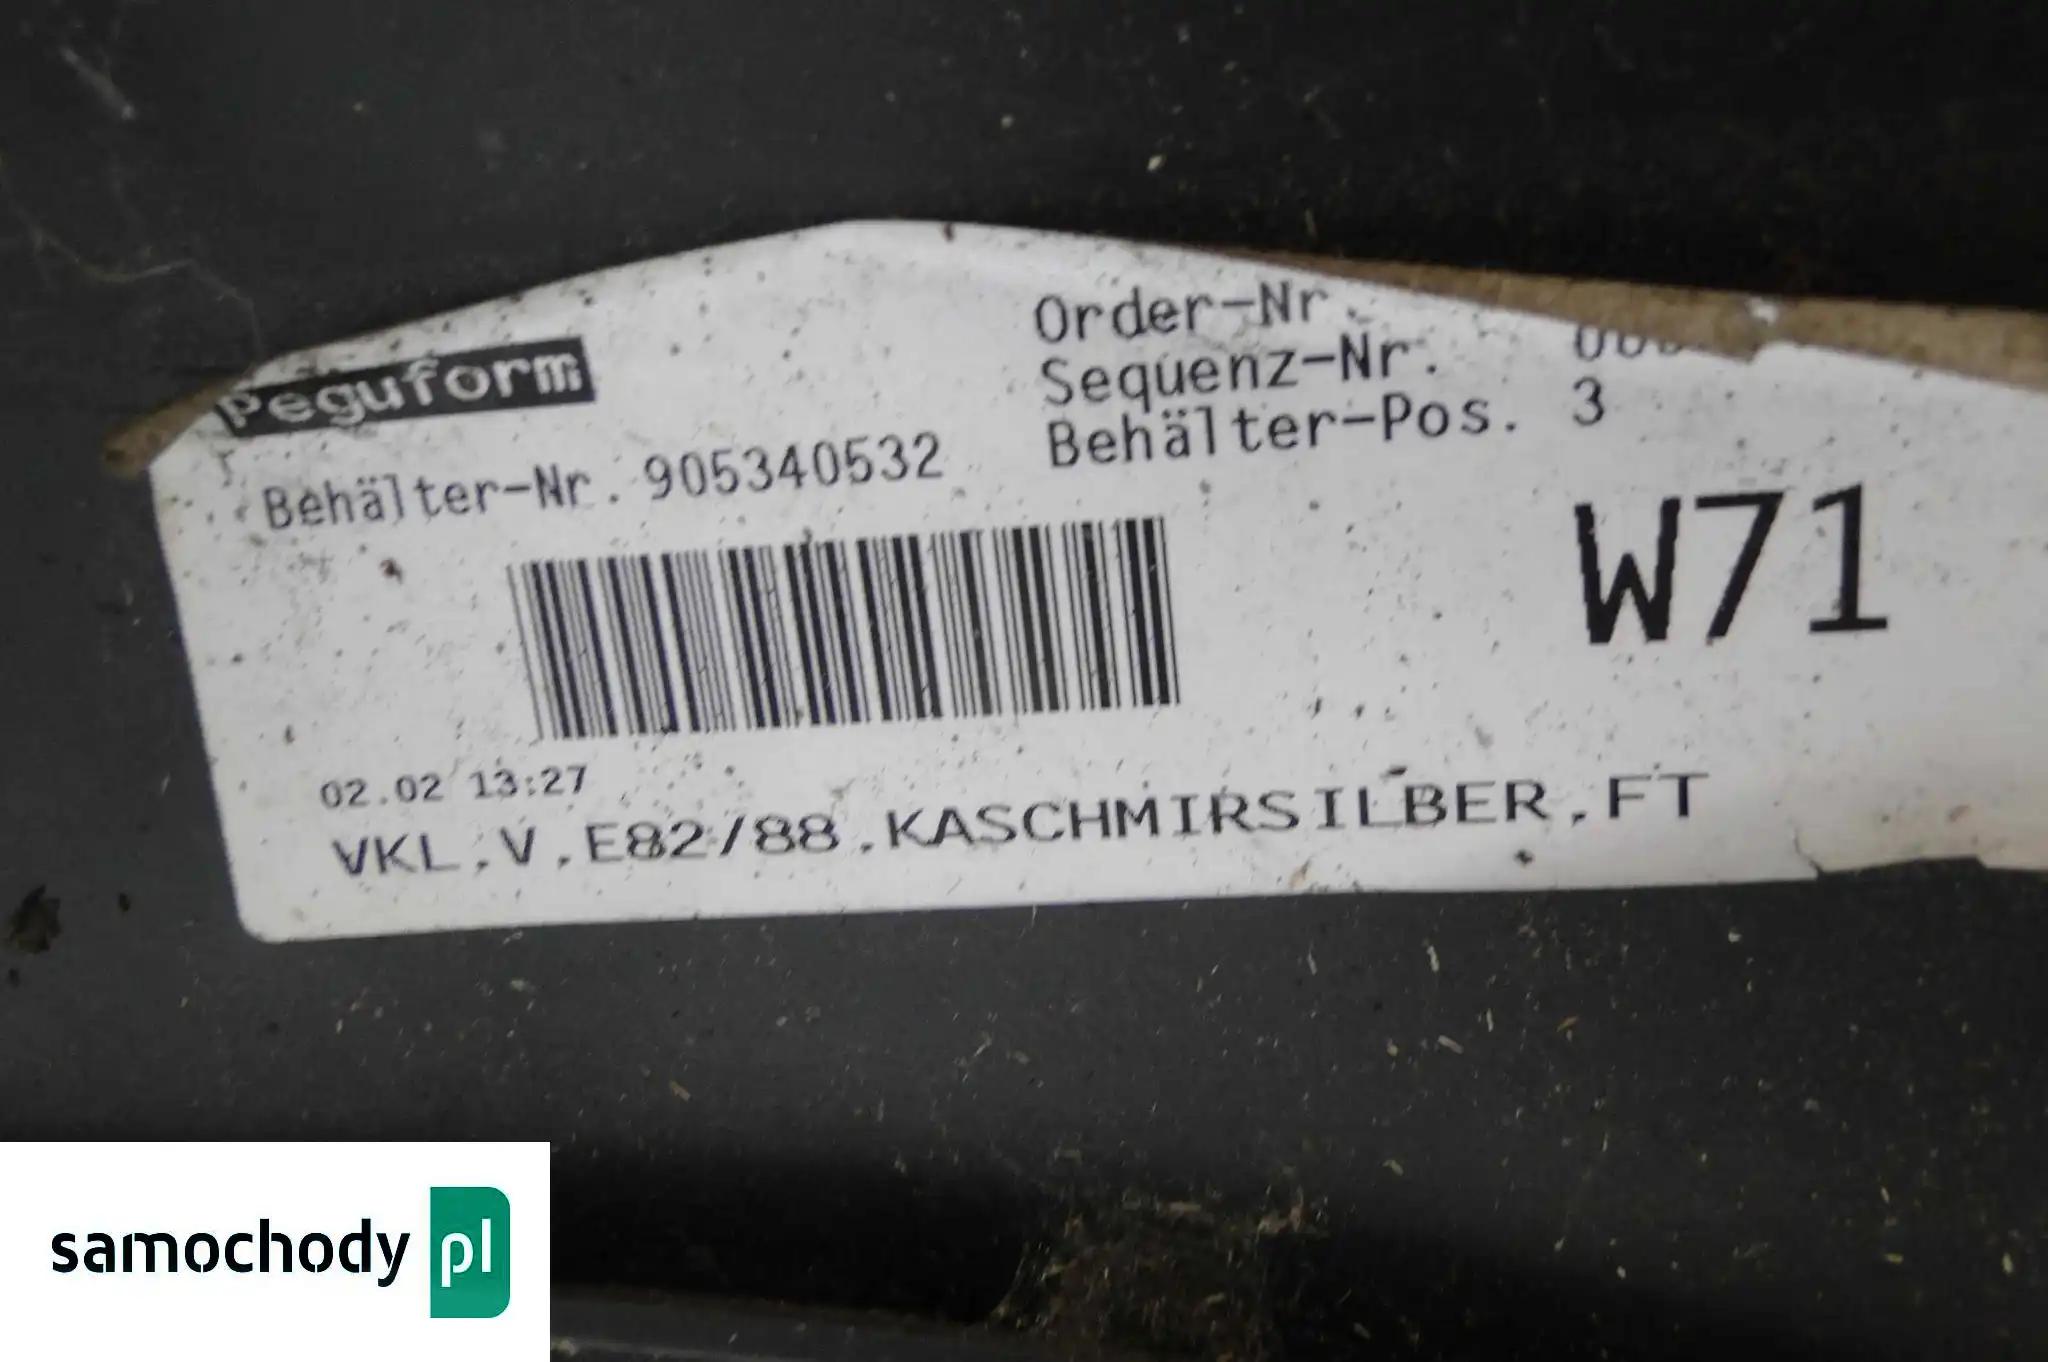 Peguform
Order-Nr.
Sequenz-Nr.
Behälter-Nr. 905340532
Behälter-Pos. 3
W71
02.02 13:27
VKL.V.E82/88.KASCHMIRSILBER.FT
samochody pl